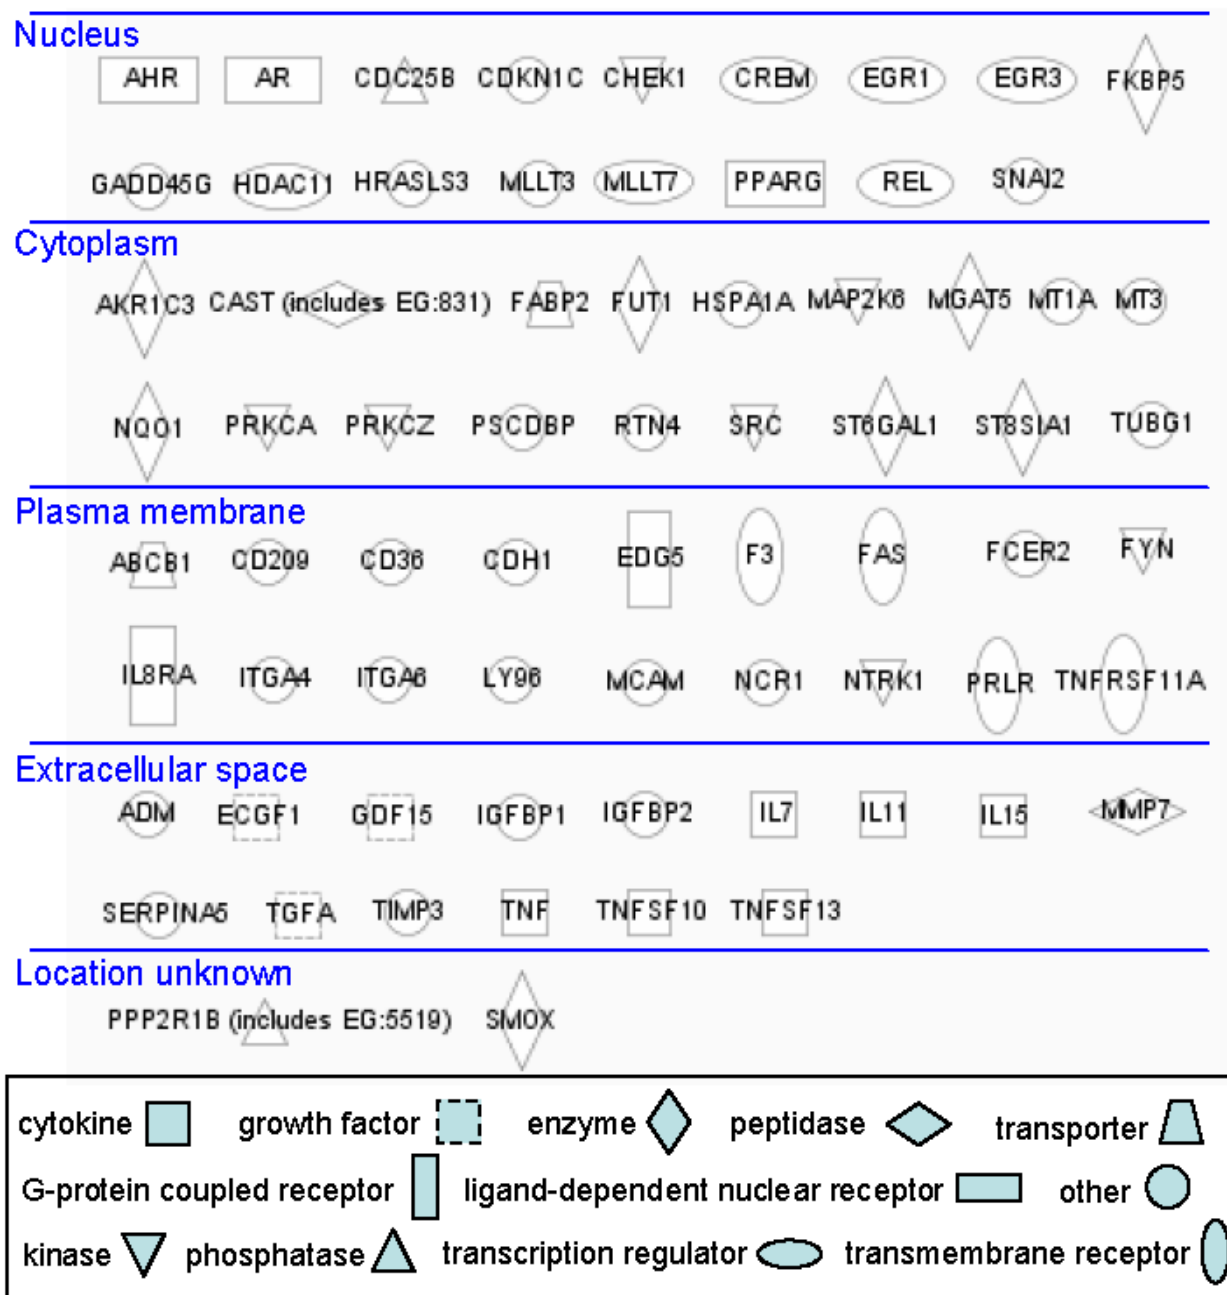 Nucleus
AHR AR CDC25B CDKN1C CHEK1 CREM EGR1 EGR3 FKBP5
GADD45G HDAC11 HRASLS3 MLLT3 MLLT7 PPARG REL SNAI2
Cytoplasm
AKR1C3 CAST (includes EG:831) FABP2 FUT1 HSPA1A MAP2K6 MGAT5 MT1A MT3
NQO1 PRKCA PRKCZ PSCDBP RTN4 SRC ST6GAL1 ST8SIA1 TUBG1
Plasma membrane
ABCB1 CD209 CD36 CDH1 EDG5 F3 FAS FCER2 FYN
IL8RA ITGA4 ITGA6 LY96 MCAM NCR1 NTRK1 PRLR TNFRSF11A
Extracellular space
ADM ECGF1 GDF15 IGFBP1 IGFBP2 IL7 IL11 IL15 MMP7
SERPINA5 TGFA TIMP3 TNF TNFSF10 TNFSF13
Location unknown
PPP2R1B (includes EG:5519) SMOX
cytokine growth factor enzyme peptidase transporter
G-protein coupled receptor ligand-dependent nuclear receptor other
kinase phosphatase transcription regulator transmembrane receptor